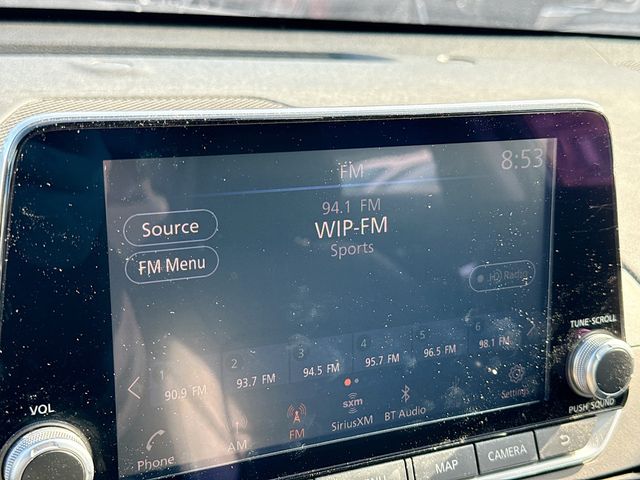 FM
8:53
94.1 FM
WIP-FM
Sports
Source
FM Menu
HD Radio
1 2 3 4 5 6
90.9 FM 93.7 FM 94.5 FM 95.7 FM 96.5 FM 98.1 FM
Phone
AM
FM
sxm
SiriusXM
BT Audio
Settings
TUNE·SCROLL
PUSH SOUND
VOL
MENU
MAP
CAMERA